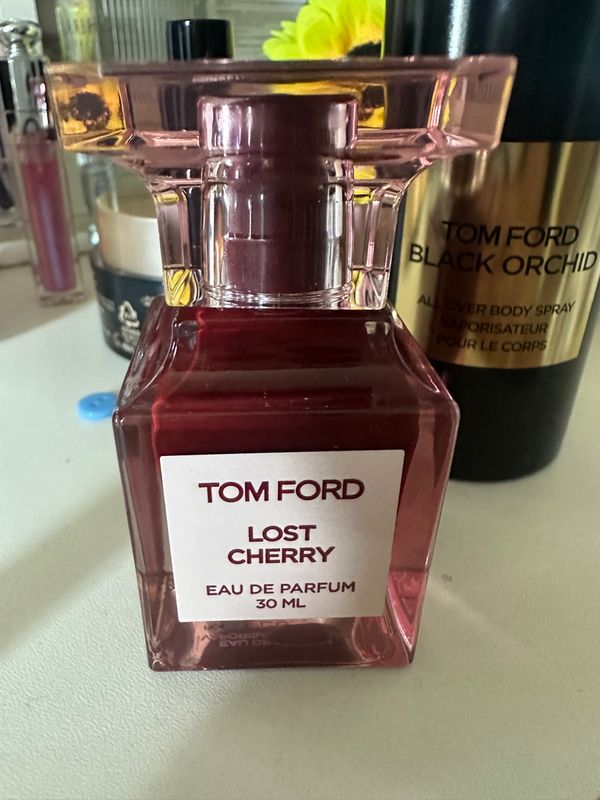 TOM FORD
LOST
CHERRY
EAU DE PARFUM
30 ML
TOM FORD
BLACK ORCHID
ALL OVER BODY SPRAY
VAPORISATEUR
POUR LE CORPS